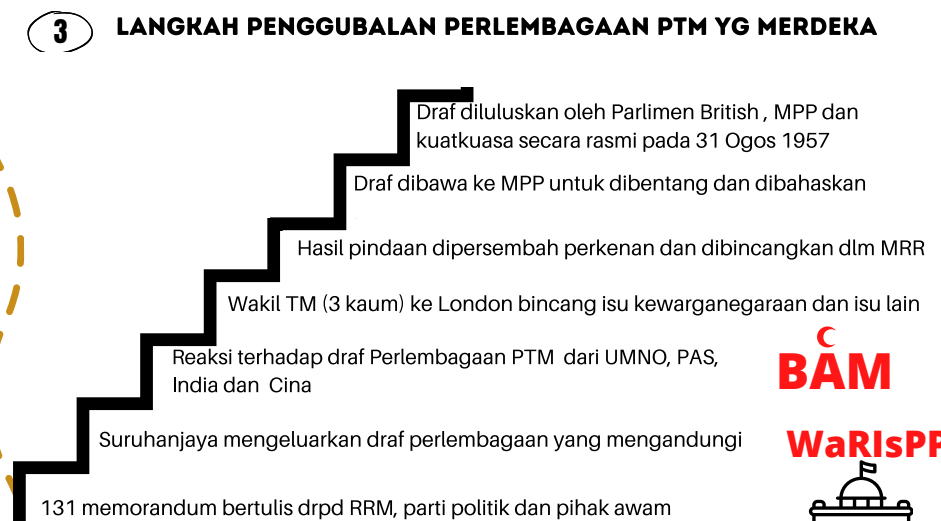 3 LANGKAH PENGGUBALAN PERLEMBAGAAN PTM YG MERDEKA
Draf diluluskan oleh Parlimen British , MPP dan
kuatkuasa secara rasmi pada 31 Ogos 1957
Draf dibawa ke MPP untuk dibentang dan dibahaskan
Hasil pindaan dipersembah perkenan dan dibincangkan dlm MRR
Wakil TM (3 kaum) ke London bincang isu kewarganegaraan dan isu lain
Reaksi terhadap draf Perlembagaan PTM dari UMNO, PAS,
India dan Cina
BAM
Suruhanjaya mengeluarkan draf perlembagaan yang mengandungi
WaRIsPP
131 memorandum bertulis drpd RRM, parti politik dan pihak awam